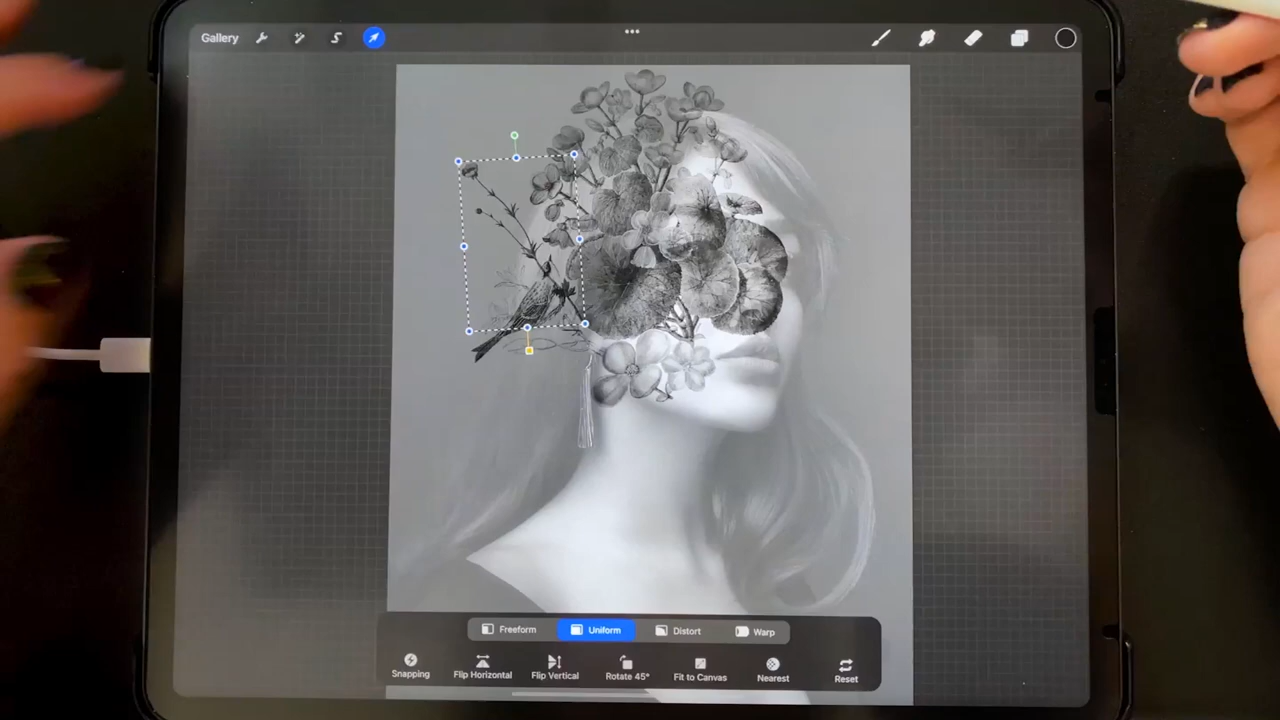 Gallery
Freeform Uniform Distort Warp
Snapping Flip Horizontal Flip Vertical Rotate 45° Fit to Canvas Nearest Reset